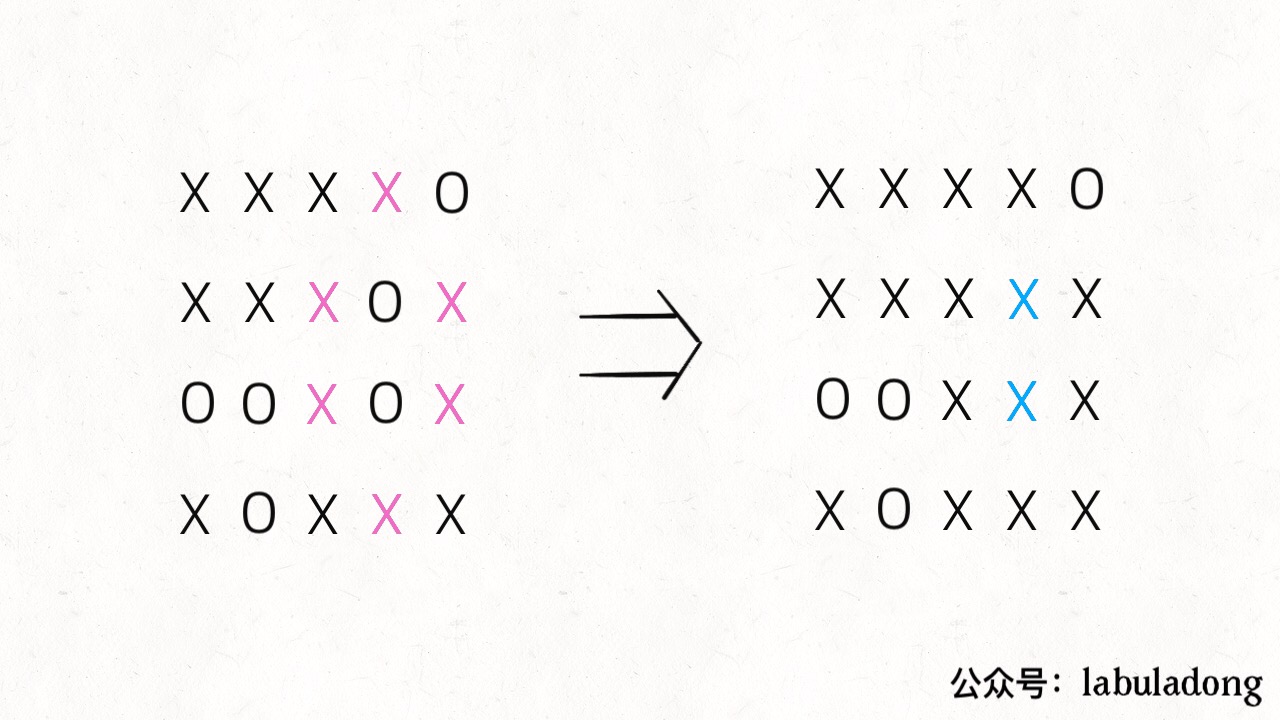 X X X X O X X X X O
X X X O X X X X X X
O O X O X O O X X X
X O X X X X O X X X
公众号：labuladong